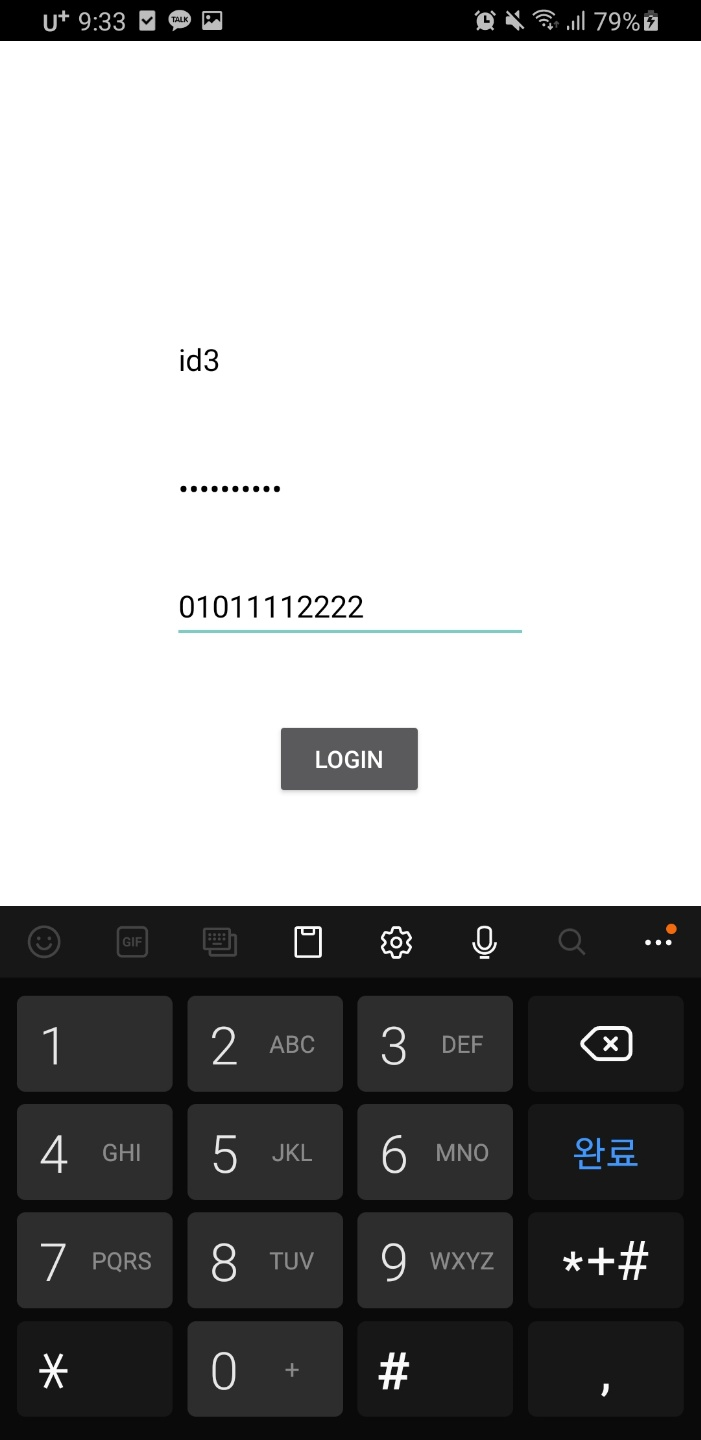 U+ 9:33 TALK 79%
id3
••••••••••
01011112222
LOGIN
GIF
1 2 ABC 3 DEF
4 GHI 5 JKL 6 MNO 완료
7 PQRS 8 TUV 9 WXYZ *+#
* 0 + # ,